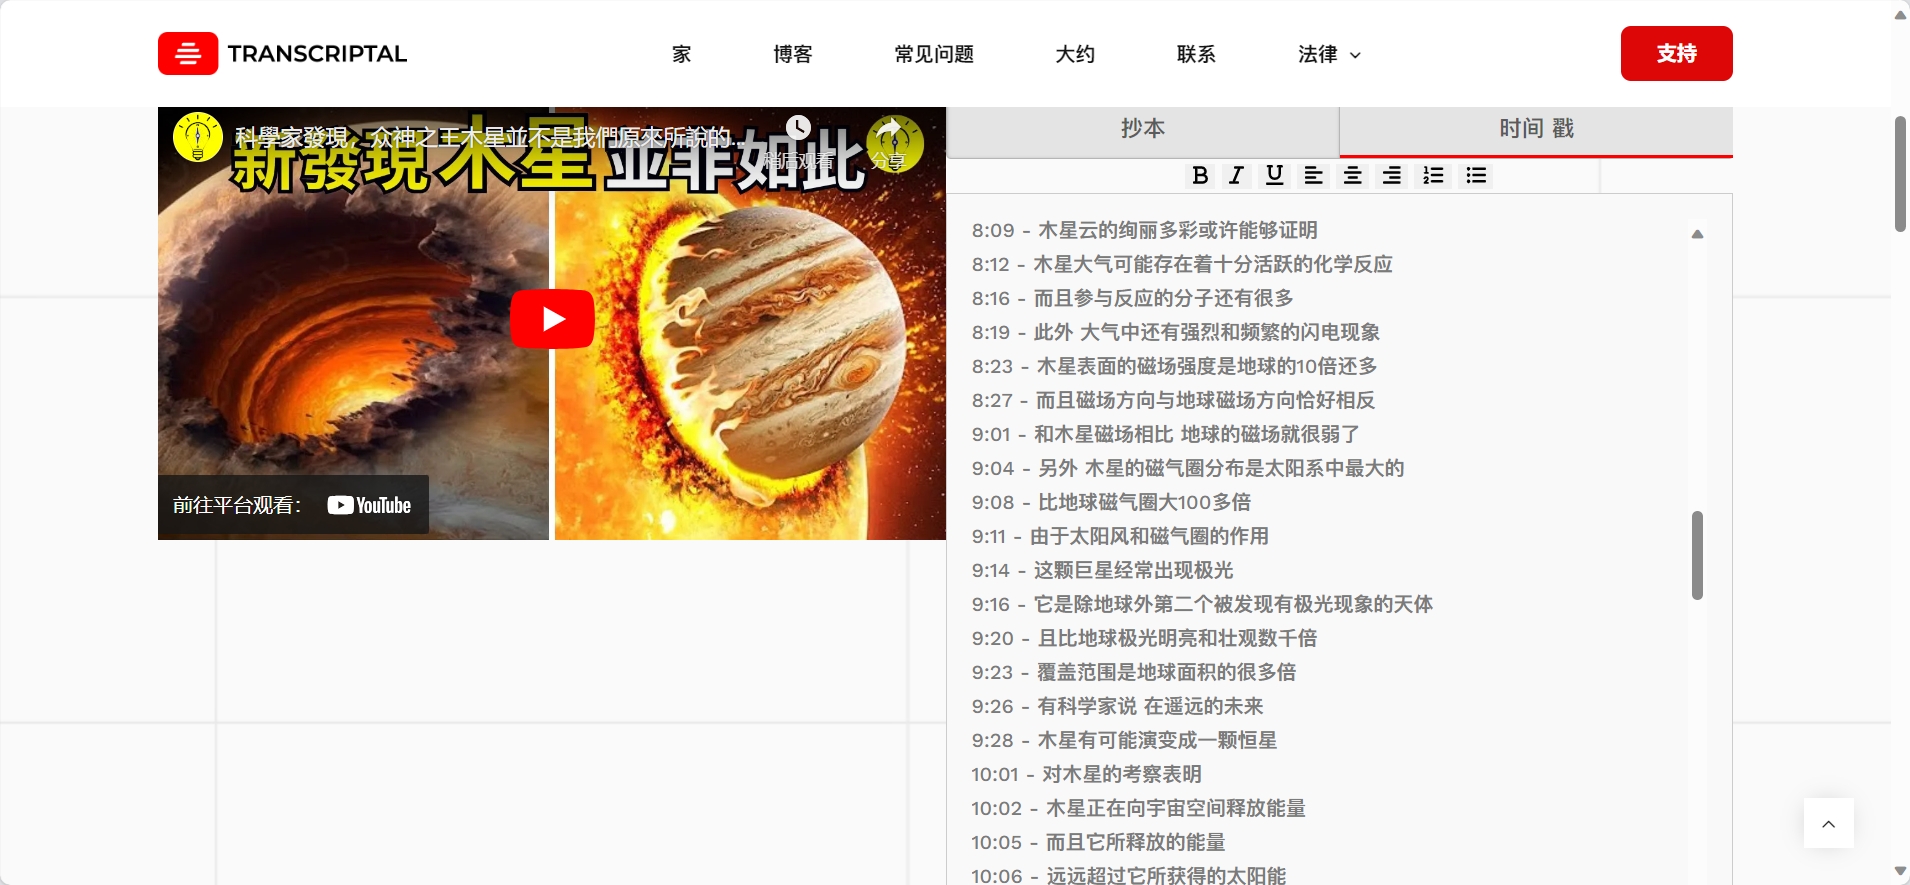 TRANSCRIPTAL
家
博客
常见问题
大约
联系
法律
支持
科學家發現，众神之王木星並不是我們原來所說的...
稍后观看
分享
新發現木星並非如此
前往平台观看：
YouTube
抄本
时间 戳
B I U
8:09 - 木星云的绚丽多彩或许能够证明
8:12 - 木星大气可能存在着十分活跃的化学反应
8:16 - 而且参与反应的分子还有很多
8:19 - 此外 大气中还有强烈和频繁的闪电现象
8:23 - 木星表面的磁场强度是地球的10倍还多
8:27 - 而且磁场方向与地球磁场方向恰好相反
9:01 - 和木星磁场相比 地球的磁场就很弱了
9:04 - 另外 木星的磁气圈分布是太阳系中最大的
9:08 - 比地球磁气圈大100多倍
9:11 - 由于太阳风和磁气圈的作用
9:14 - 这颗巨星经常出现极光
9:16 - 它是除地球外第二个被发现有极光现象的天体
9:20 - 且比地球极光明亮和壮观数千倍
9:23 - 覆盖范围是地球面积的很多倍
9:26 - 有科学家说 在遥远的未来
9:28 - 木星有可能演变成一颗恒星
10:01 - 对木星的考察表明
10:02 - 木星正在向宇宙空间释放能量
10:05 - 而且它所释放的能量
10:06 - 远远超过它所获得的太阳能